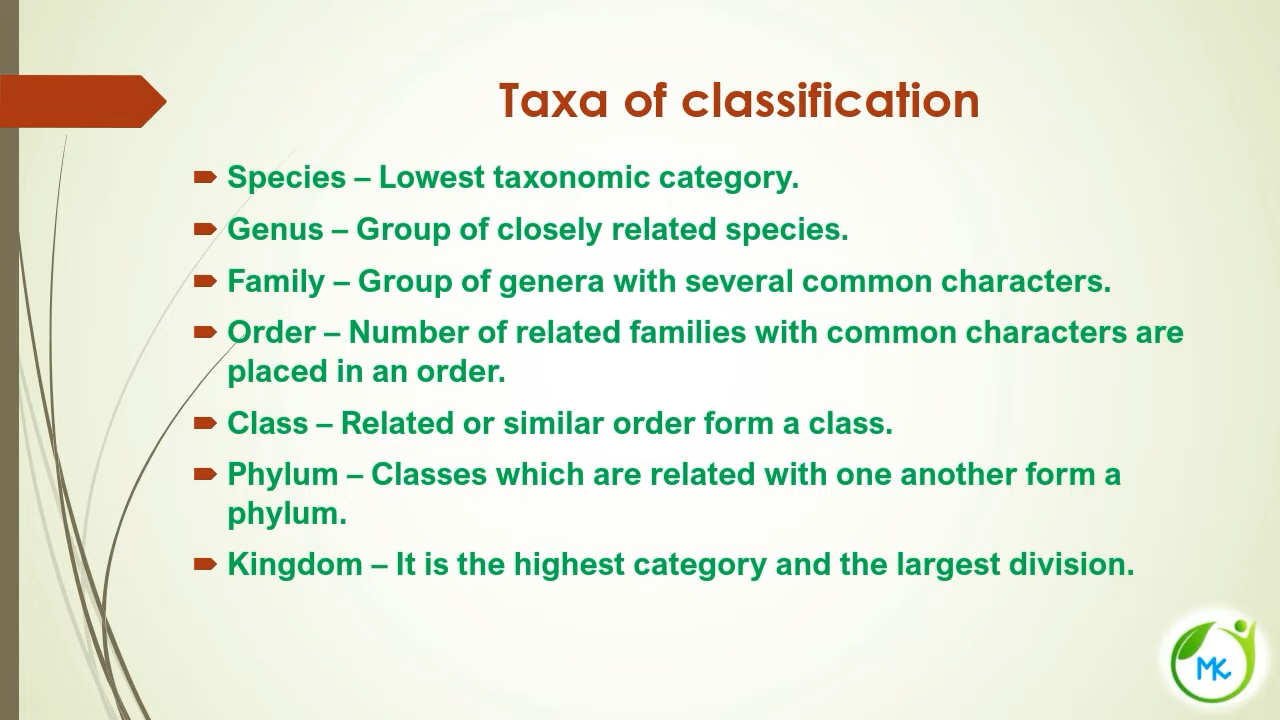 Taxa of classification
Species – Lowest taxonomic category.
Genus – Group of closely related species.
Family – Group of genera with several common characters.
Order – Number of related families with common characters are
placed in an order.
Class – Related or similar order form a class.
Phylum – Classes which are related with one another form a
phylum.
Kingdom – It is the highest category and the largest division.
MK